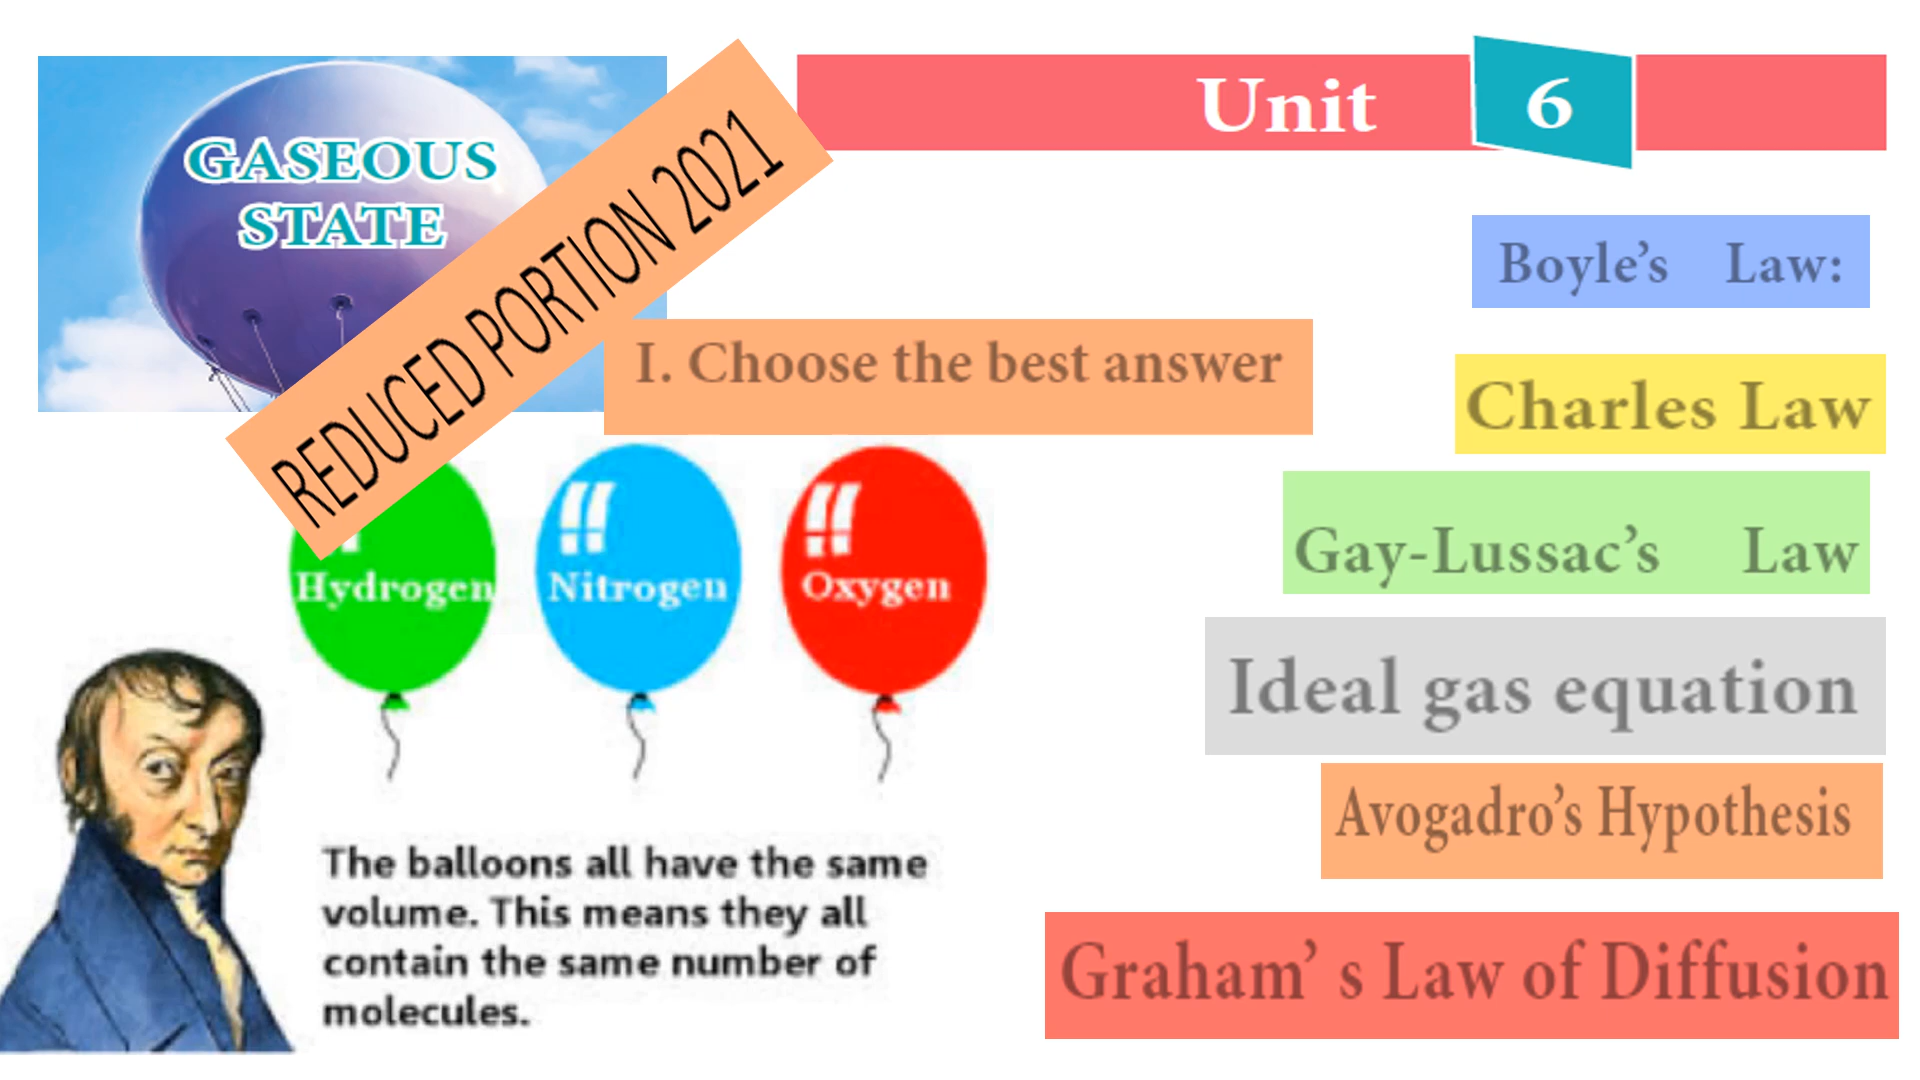 GASEOUS
STATE
REDUCED PORTION 2021
Unit 6
I. Choose the best answer
Boyle’s Law:
Charles Law
Gay-Lussac’s Law
Ideal gas equation
Avogadro’s Hypothesis
Graham’ s Law of Diffusion
Hydrogen
Nitrogen
Oxygen
The balloons all have the same
volume. This means they all
contain the same number of
molecules.